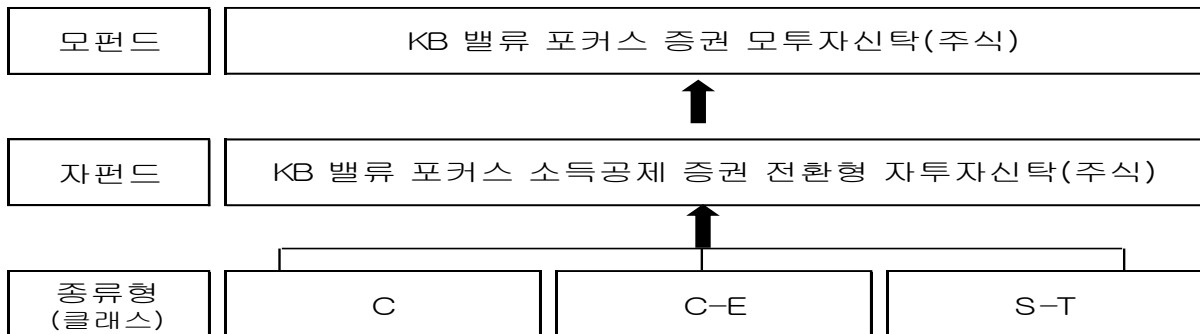 모펀드
KB 밸류 포커스 증권 모투자신탁(주식)
자펀드
KB 밸류 포커스 소득공제 증권 전환형 자투자신탁(주식)
종류형
(클래스)
C
C-E
S-T